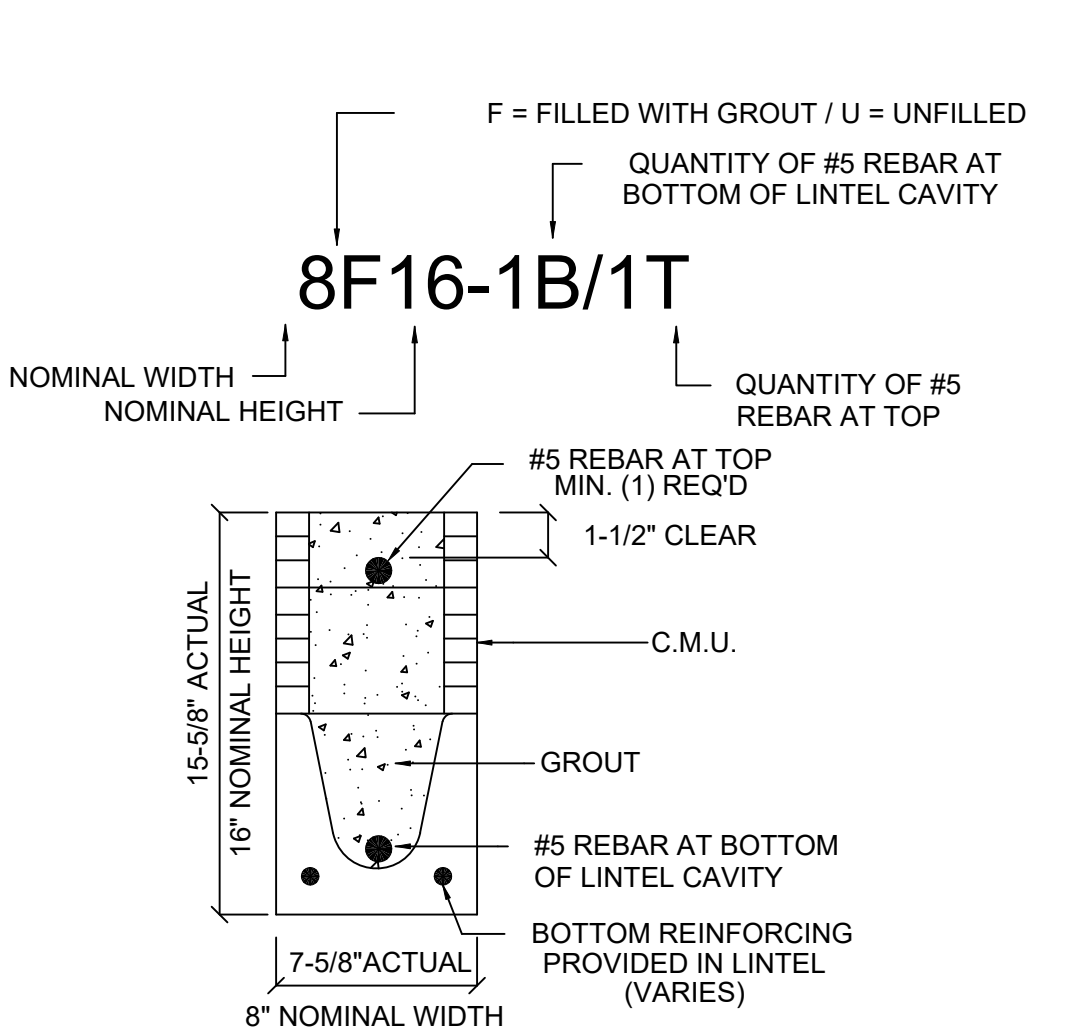 F = FILLED WITH GROUT / U = UNFILLED
QUANTITY OF #5 REBAR AT
BOTTOM OF LINTEL CAVITY
8F16-1B/1T
NOMINAL WIDTH
NOMINAL HEIGHT
QUANTITY OF #5
REBAR AT TOP
#5 REBAR AT TOP
MIN. (1) REQ'D
1-1/2" CLEAR
15-5/8" ACTUAL
16" NOMINAL HEIGHT
C.M.U.
GROUT
#5 REBAR AT BOTTOM
OF LINTEL CAVITY
BOTTOM REINFORCING
PROVIDED IN LINTEL
(VARIES)
7-5/8"ACTUAL
8" NOMINAL WIDTH